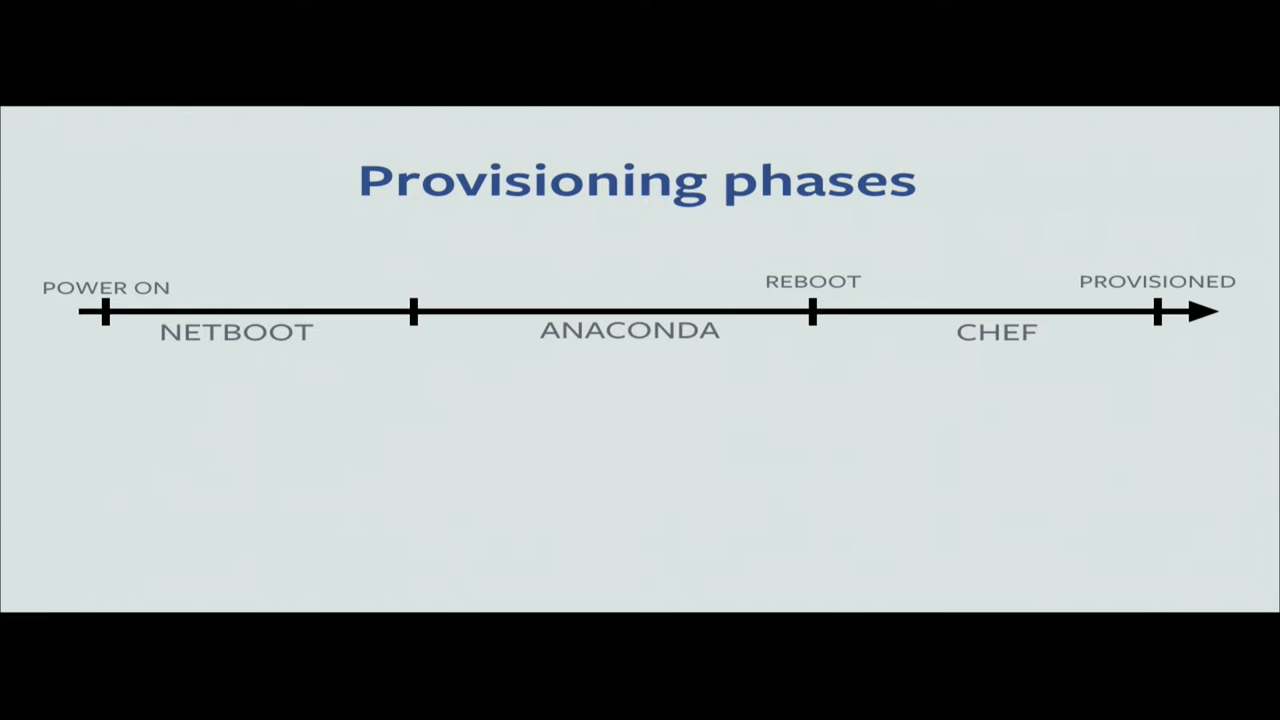 Provisioning phases
POWER ON
REBOOT
PROVISIONED
NETBOOT
ANACONDA
CHEF